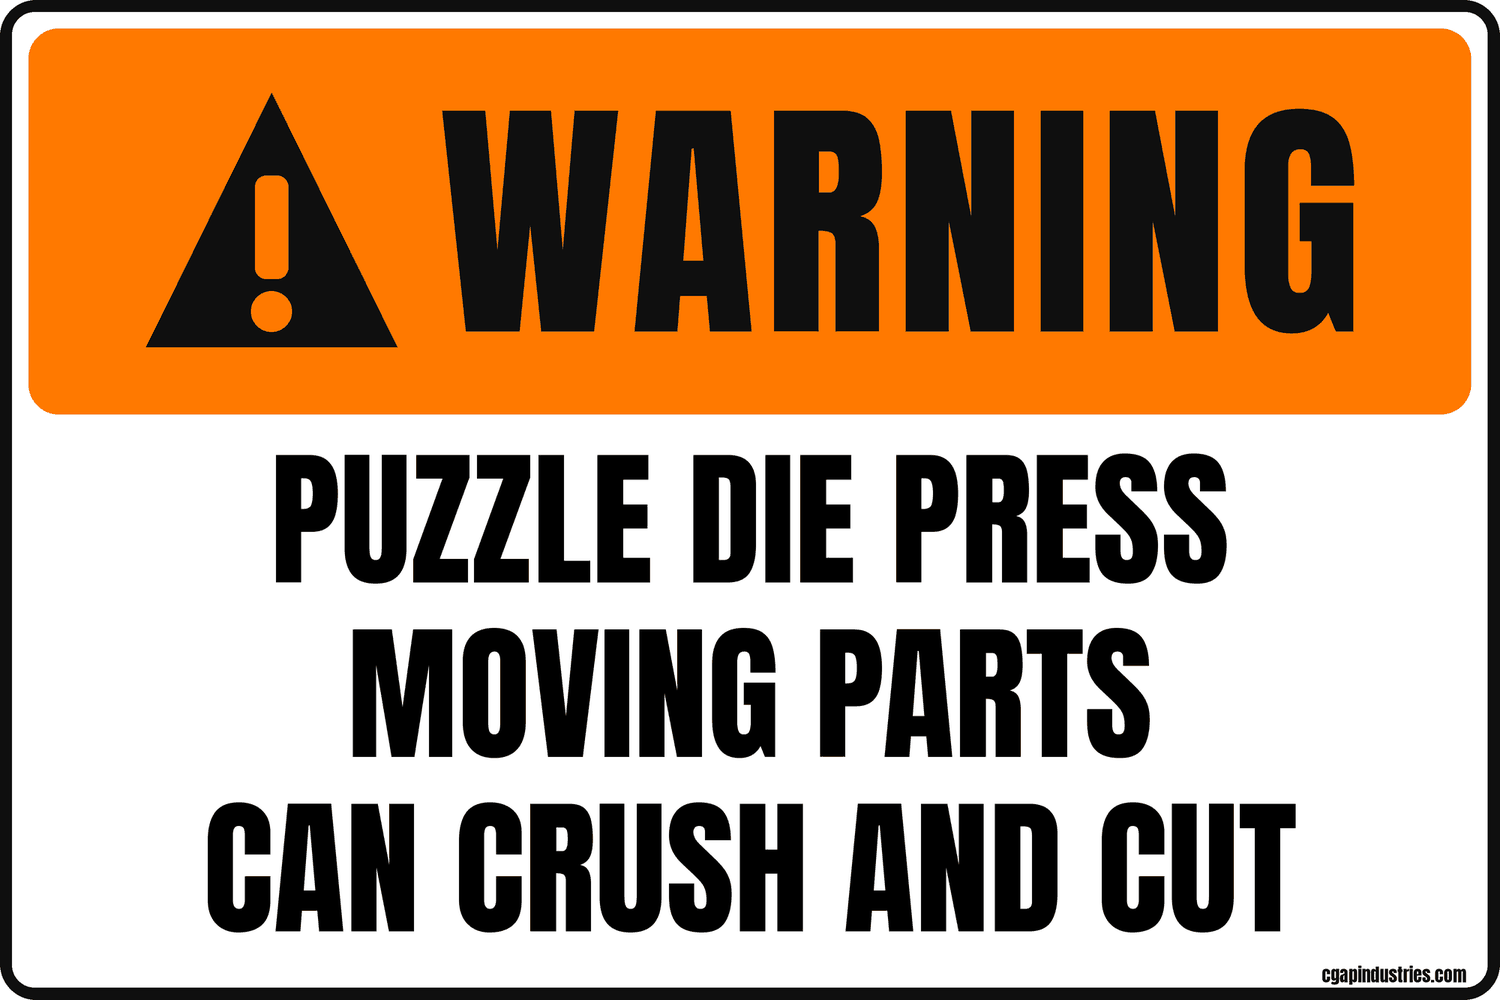 WARNING
PUZZLE DIE PRESS
MOVING PARTS
CAN CRUSH AND CUT
cgapindustries.com